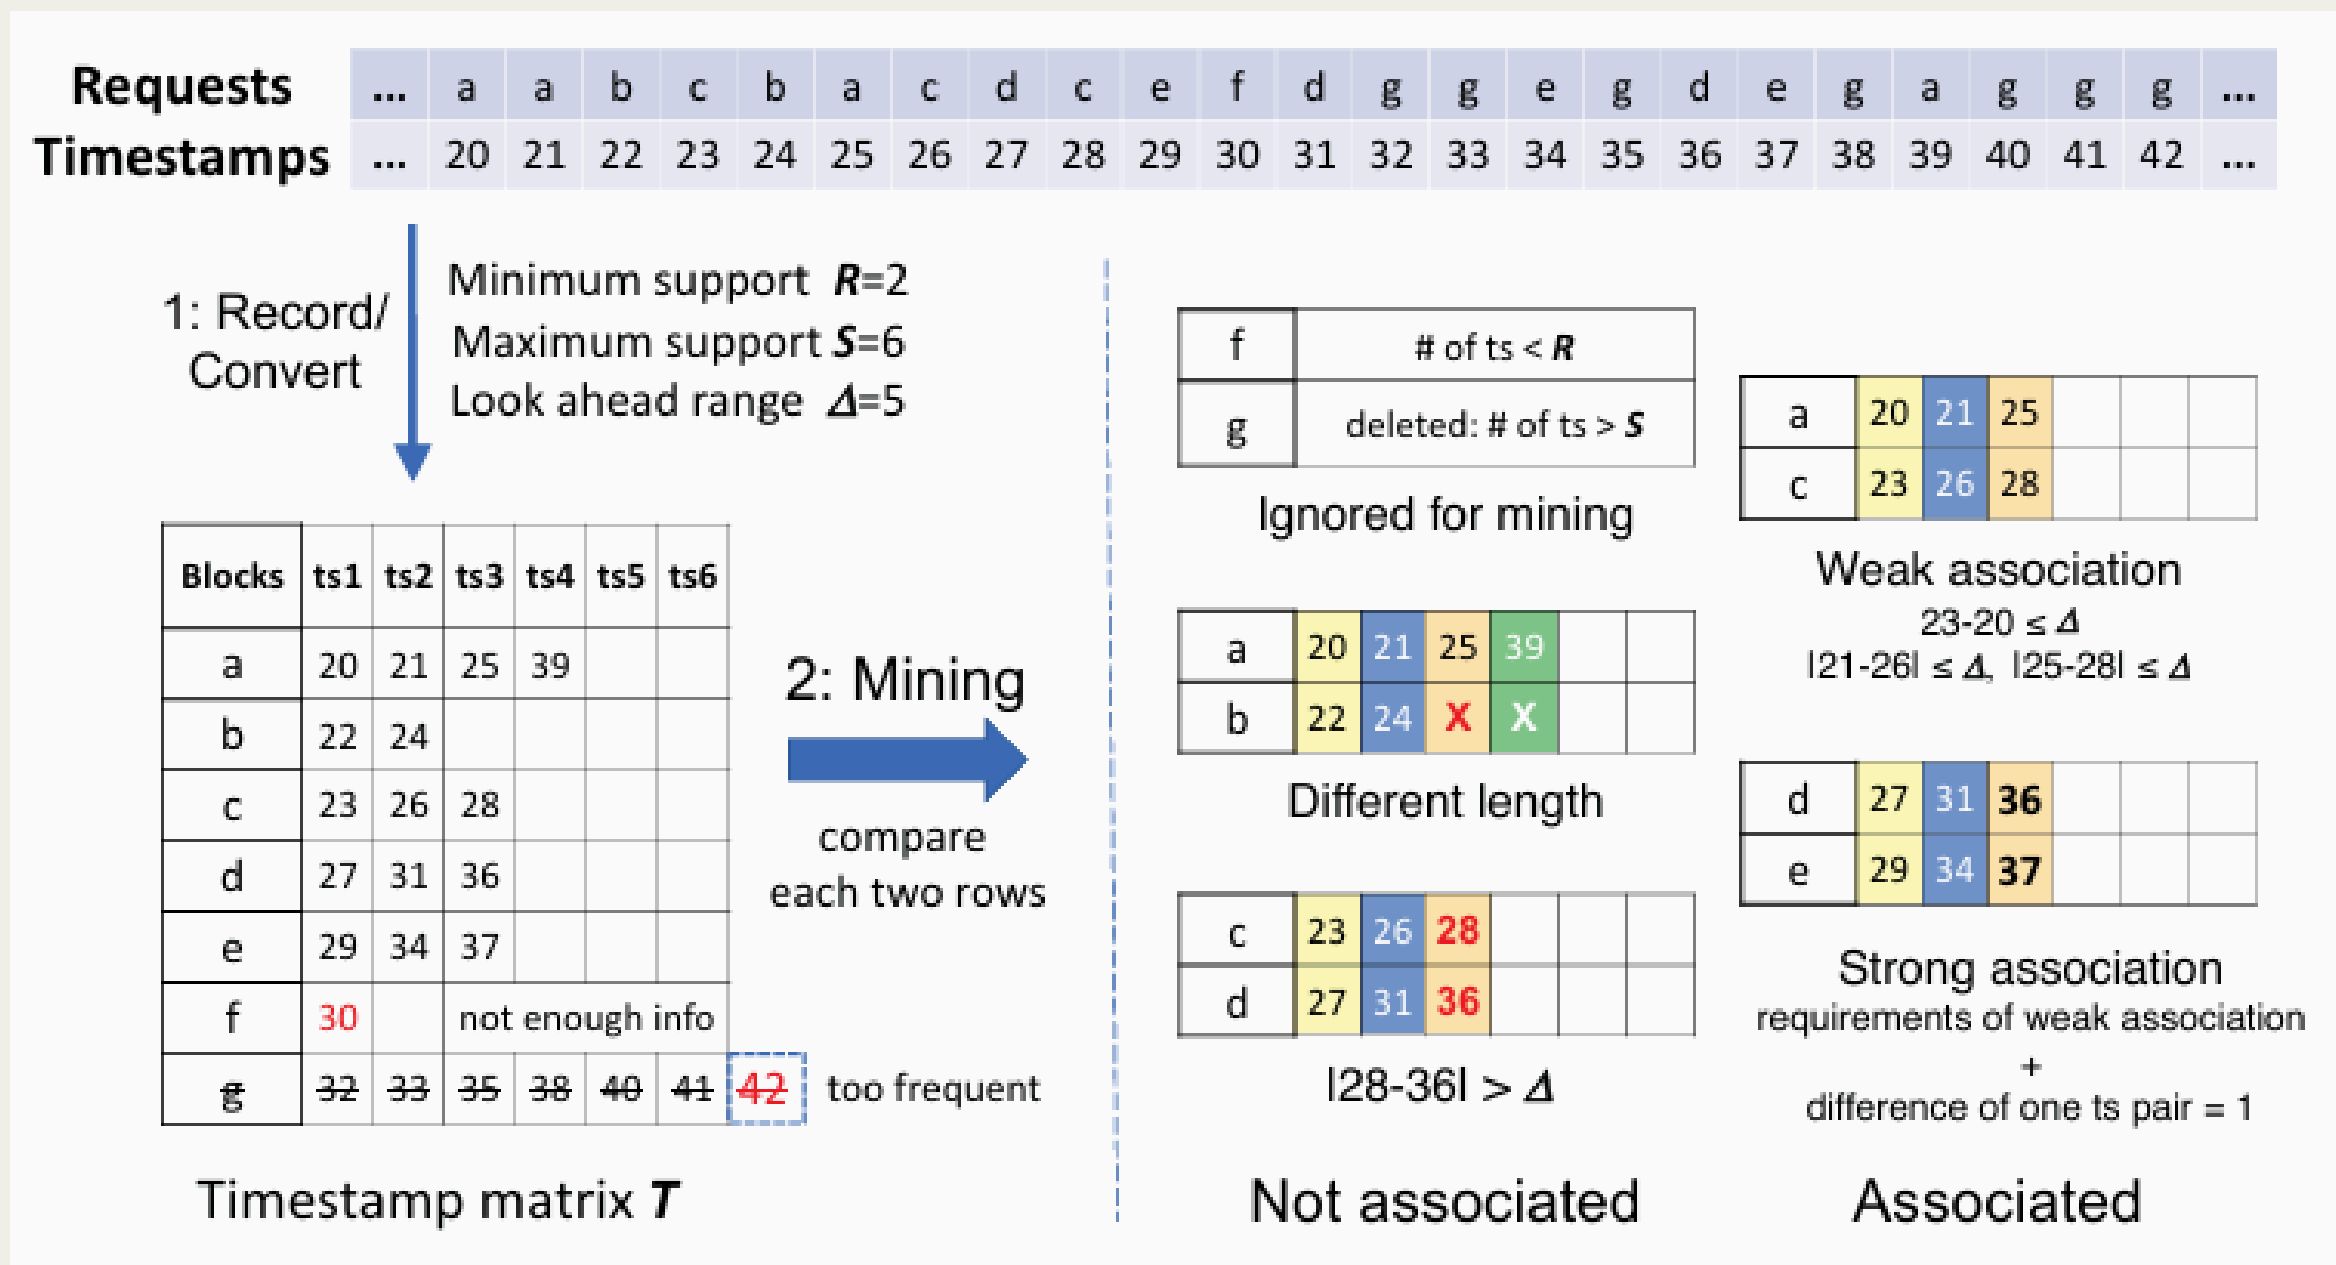 Requests ... a a b c b a c d c e f d g g e g d e g a g g g ...
Timestamps ... 20 21 22 23 24 25 26 27 28 29 30 31 32 33 34 35 36 37 38 39 40 41 42 ...
1: Record/
Convert
Minimum support R=2
Maximum support S=6
Look ahead range Δ=5
Blocks ts1 ts2 ts3 ts4 ts5 ts6
a 20 21 25 39
b 22 24
c 23 26 28
d 27 31 36
e 29 34 37
f 30 not enough info
g 32 33 35 38 40 41 42 too frequent
Timestamp matrix T
2: Mining
compare
each two rows
f # of ts < R
g deleted: # of ts > S
Ignored for mining
a 20 21 25 39
b 22 24 X X
Different length
c 23 26 28
d 27 31 36
|28-36| > Δ
Not associated
a 20 21 25
c 23 26 28
Weak association
23-20 ≤ Δ
|21-26| ≤ Δ, |25-28| ≤ Δ
d 27 31 36
e 29 34 37
Strong association
requirements of weak association
+
difference of one ts pair = 1
Associated